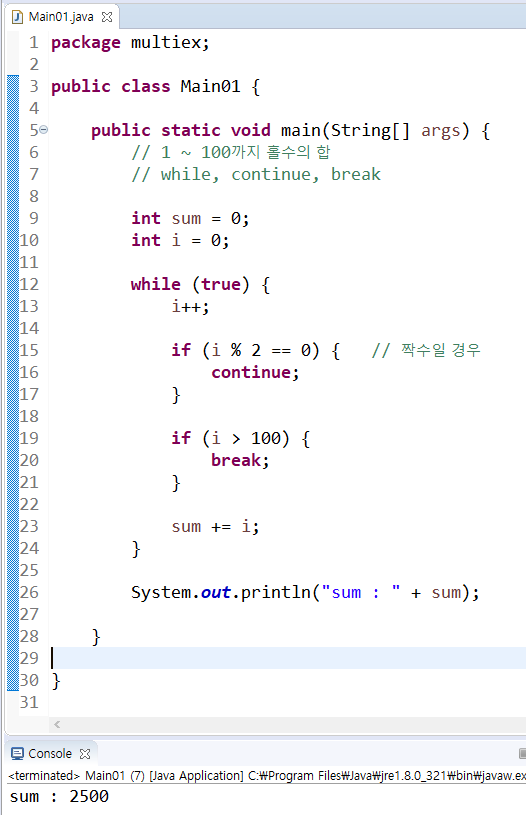 Main01.java
1 package multiex;
2
3 public class Main01 {
4
5 public static void main(String[] args) {
6 // 1 ~ 100까지 홀수의 합
7 // while, continue, break
8
9 int sum = 0;
10 int i = 0;
11
12 while (true) {
13 i++;
14
15 if (i % 2 == 0) { // 짝수일 경우
16 continue;
17 }
18
19 if (i > 100) {
20 break;
21 }
22
23 sum += i;
24 }
25
26 System.out.println("sum : " + sum);
27
28 }
29
30 }
31
Console
<terminated> Main01 (7) [Java Application] C:₩Program Files₩Java₩jre1.8.0_321₩bin₩javaw.ex
sum : 2500